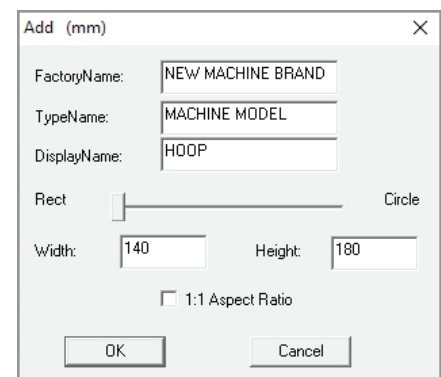 Add (mm)
FactoryName: NEW MACHINE BRAND
TypeName: MACHINE MODEL
DisplayName: HOOP
Rect Circle
Width: 140 Height: 180
1:1 Aspect Ratio
OK Cancel